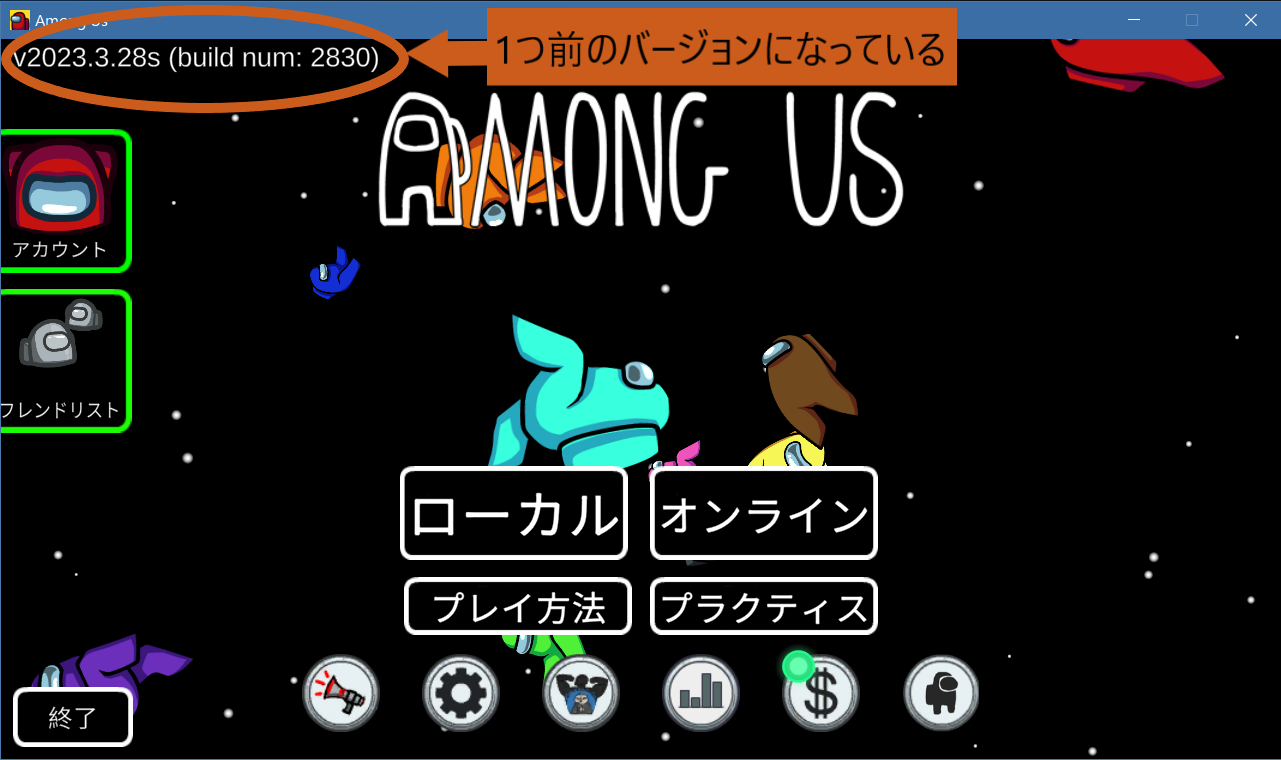 Among Us
v2023.3.28s (build num: 2830)
1つ前のバージョンになっている
AMONG US
アカウント
フレンドリスト
ローカル
オンライン
プレイ方法
プラクティス
終了
$